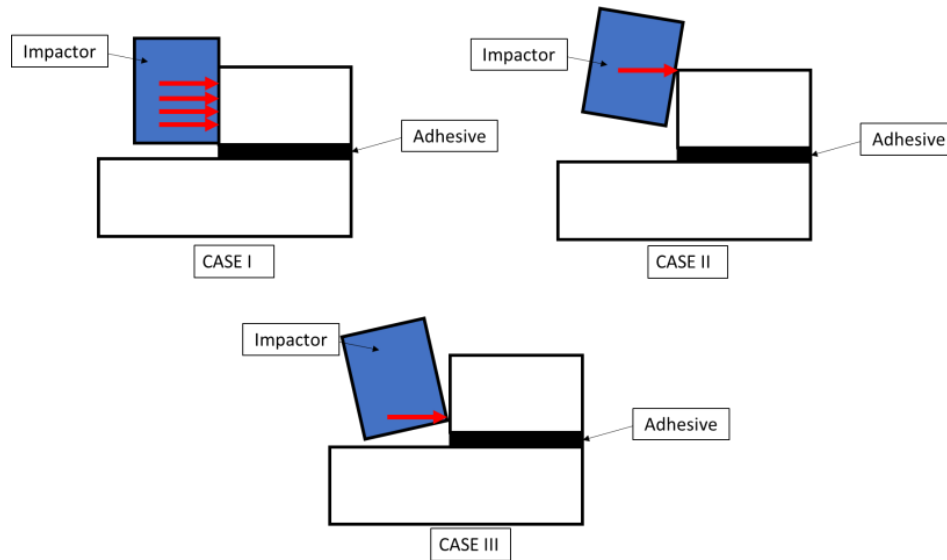 Impactor
Adhesive
CASE I
Impactor
Adhesive
CASE II
Impactor
Adhesive
CASE III